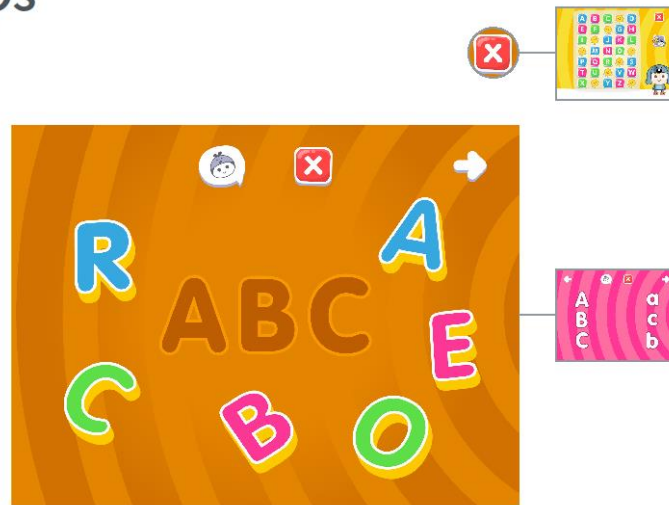 A B C D
E F G H
I J K L
M N O
P Q R S
T U V W
X Y Z
R
A
ABC
E
C
B
O
A a
B c
C b